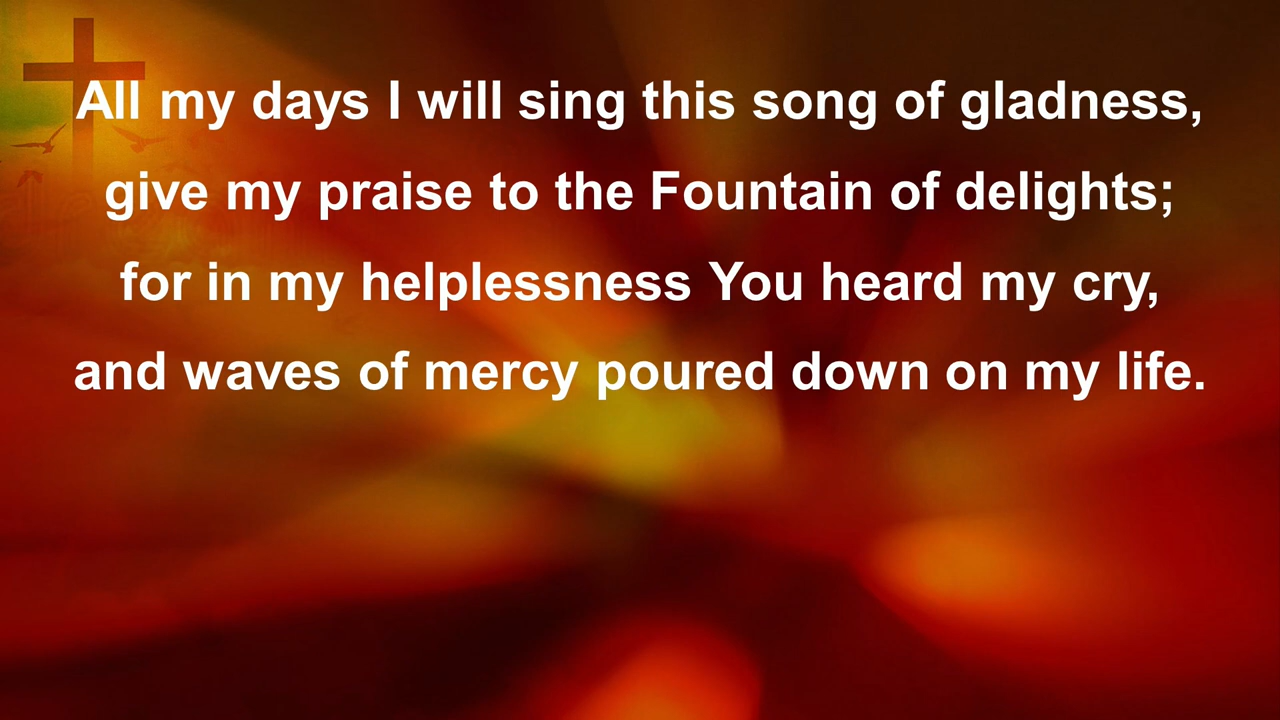 All my days I will sing this song of gladness,
give my praise to the Fountain of delights;
for in my helplessness You heard my cry,
and waves of mercy poured down on my life.